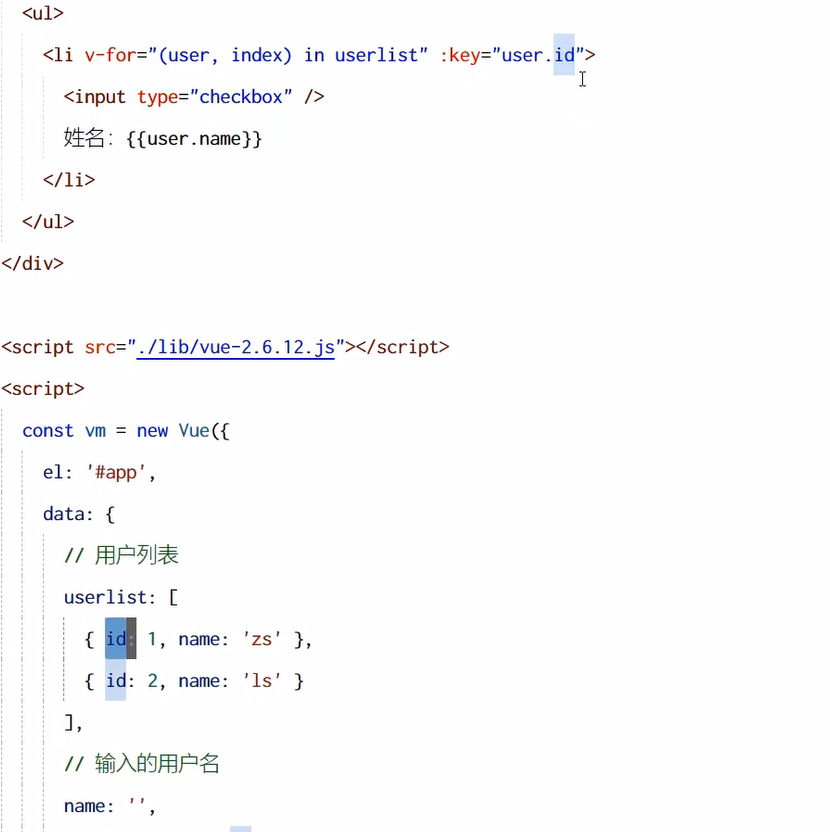 <ul>
<li v-for="(user, index) in userlist" :key="user.id">
<input type="checkbox" />
姓名：{{user.name}}
</li>
</ul>
</div>
<script src="./lib/vue-2.6.12.js"></script>
<script>
const vm = new Vue({
el: '#app',
data: {
// 用户列表
userlist: [
{ id: 1, name: 'zs' },
{ id: 2, name: 'ls' }
],
// 输入的用户名
name: '',